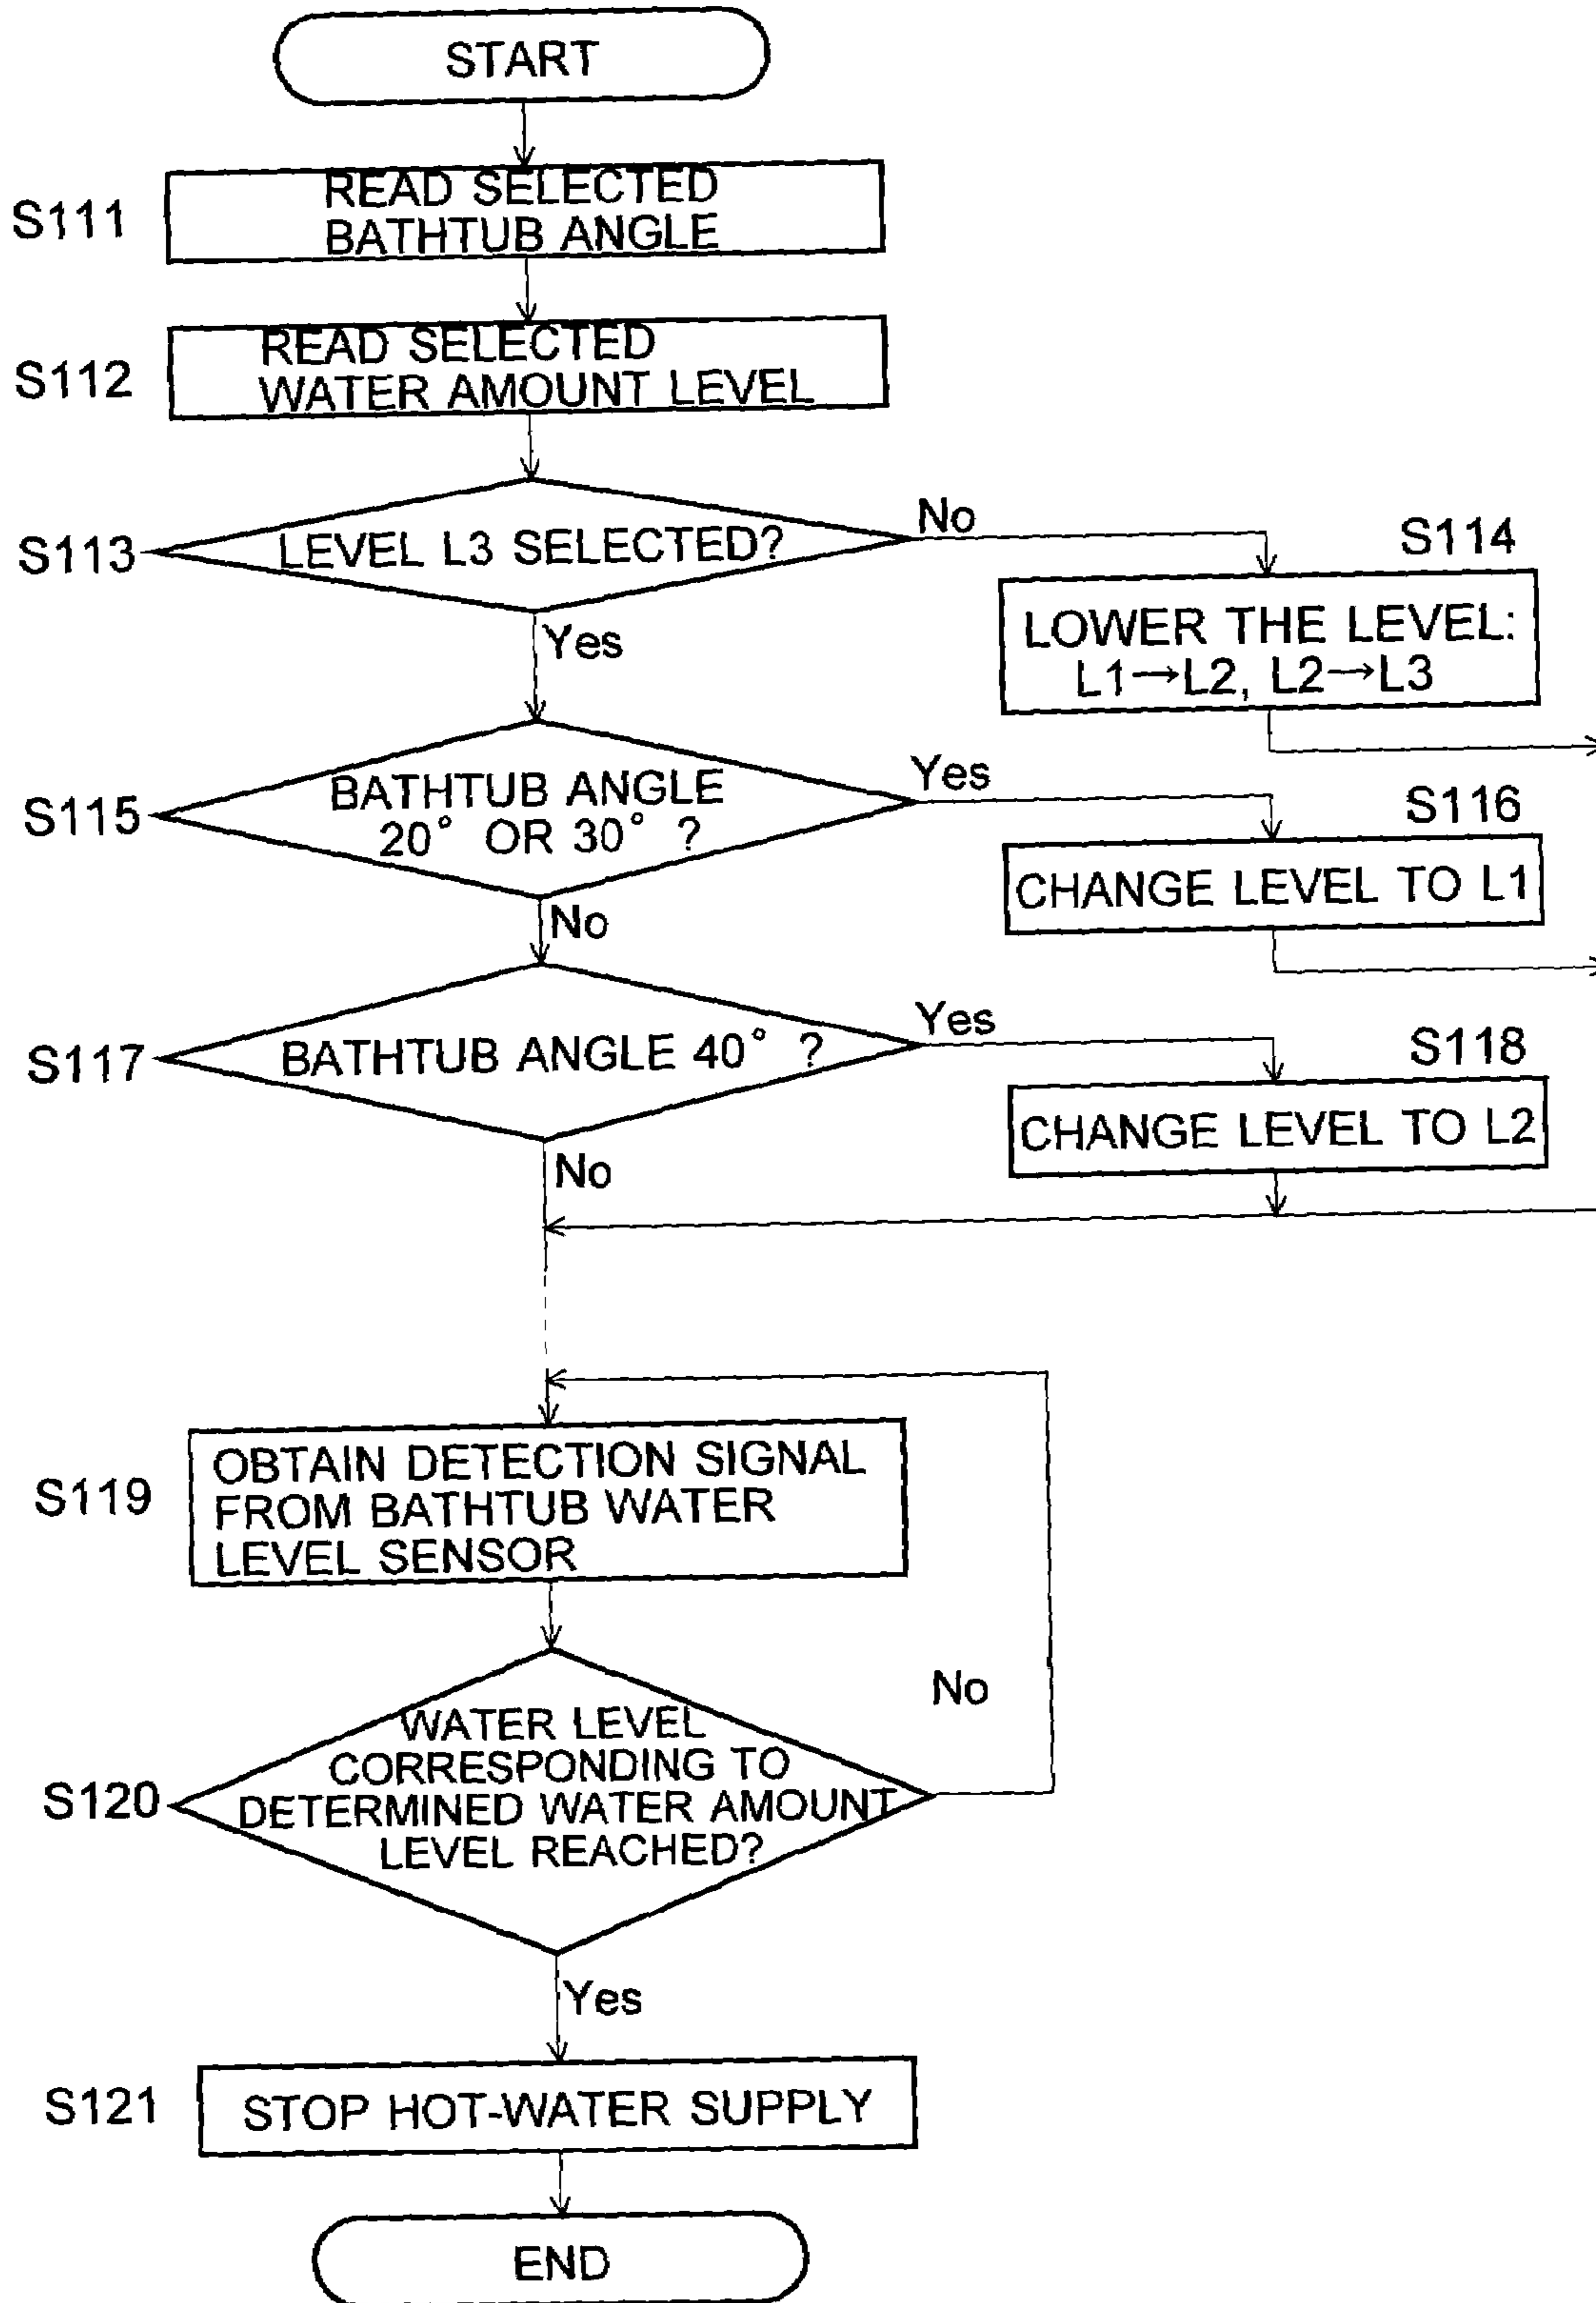 START
S111
READ SELECTED
BATHTUB ANGLE
S112
READ SELECTED
WATER AMOUNT LEVEL
S113
LEVEL L3 SELECTED?
No
Yes
S114
LOWER THE LEVEL:
L1→L2, L2→L3
S115
BATHTUB ANGLE
20° OR 30° ?
Yes
No
S116
CHANGE LEVEL TO L1
S117
BATHTUB ANGLE 40° ?
Yes
No
S118
CHANGE LEVEL TO L2
S119
OBTAIN DETECTION SIGNAL
FROM BATHTUB WATER
LEVEL SENSOR
S120
WATER LEVEL
CORRESPONDING TO
DETERMINED WATER AMOUNT
LEVEL REACHED?
No
Yes
S121
STOP HOT-WATER SUPPLY
END